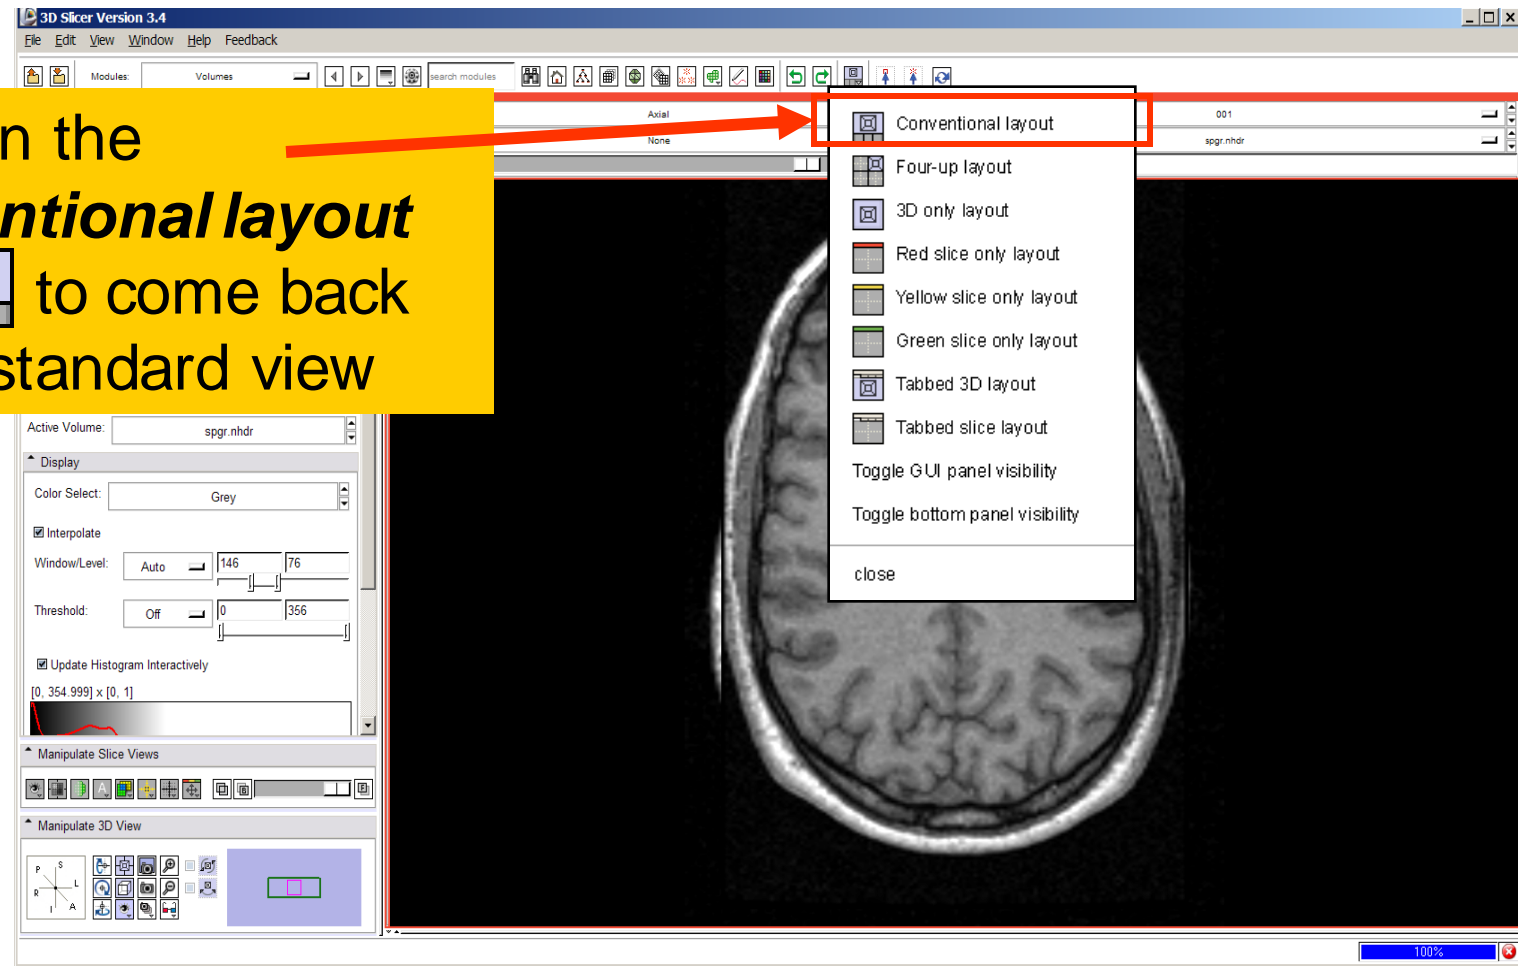 3D Slicer Version 3.4
File Edit View Window Help Feedback
Modules: Volumes search modules
n the
ntional layout
to come back
standard view
Axial 001
None spgr.nhdr
Conventional layout
Four-up layout
3D only layout
Red slice only layout
Yellow slice only layout
Green slice only layout
Tabbed 3D layout
Tabbed slice layout
Toggle GUI panel visibility
Toggle bottom panel visibility
close
Active Volume: spgr.nhdr
Display
Color Select: Grey
Interpolate
Window/Level: Auto 146 76
Threshold: Off 0 356
Update Histogram Interactively
[0, 354.999] x [0, 1]
Manipulate Slice Views
Manipulate 3D View
P S
R L
I A
100%